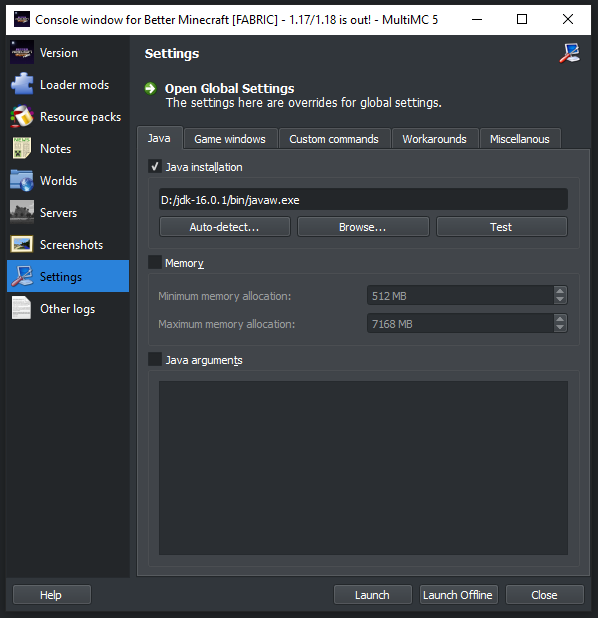 Console window for Better Minecraft [FABRIC] - 1.17/1.18 is out! - MultiMC 5
Version
Loader mods
Resource packs
Notes
Worlds
Servers
Screenshots
Settings
Other logs
Settings
Open Global Settings
The settings here are overrides for global settings.
Java
Game windows
Custom commands
Workarounds
Miscellanous
Java installation
D:/jdk-16.0.1/bin/javaw.exe
Auto-detect...
Browse...
Test
Memory
Minimum memory allocation:
512 MB
Maximum memory allocation:
7168 MB
Java arguments
Help
Launch
Launch Offline
Close